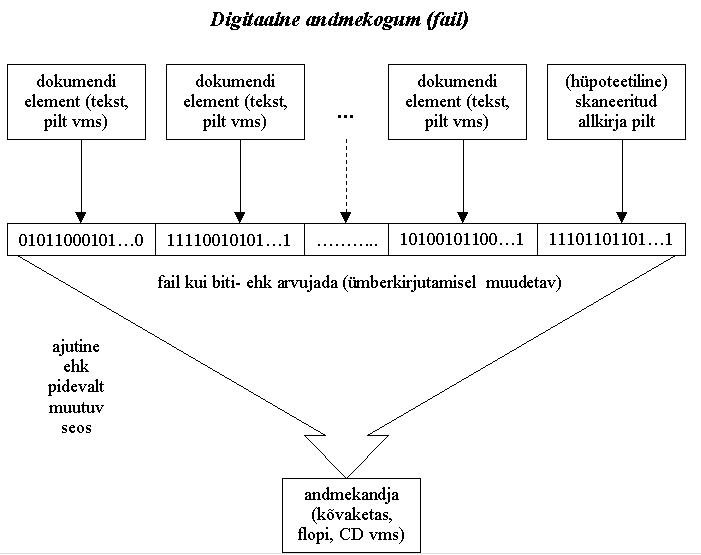 Digitaalne andmekogum (fail)
dokumendi
element (tekst,
pilt vms)
dokumendi
element (tekst,
pilt vms)
...
dokumendi
element (tekst,
pilt vms)
(hüpoteetiline)
skaneeritud
allkirja pilt
01011000101…0
11110010101…1
………..
10100101100…1
11101101101…1
fail kui biti- ehk arvujada (ümberkirjutamisel muudetav)
ajutine
ehk
pidevalt
muutuv
seos
andmekandja
(kõvaketas,
flopi, CD vms)